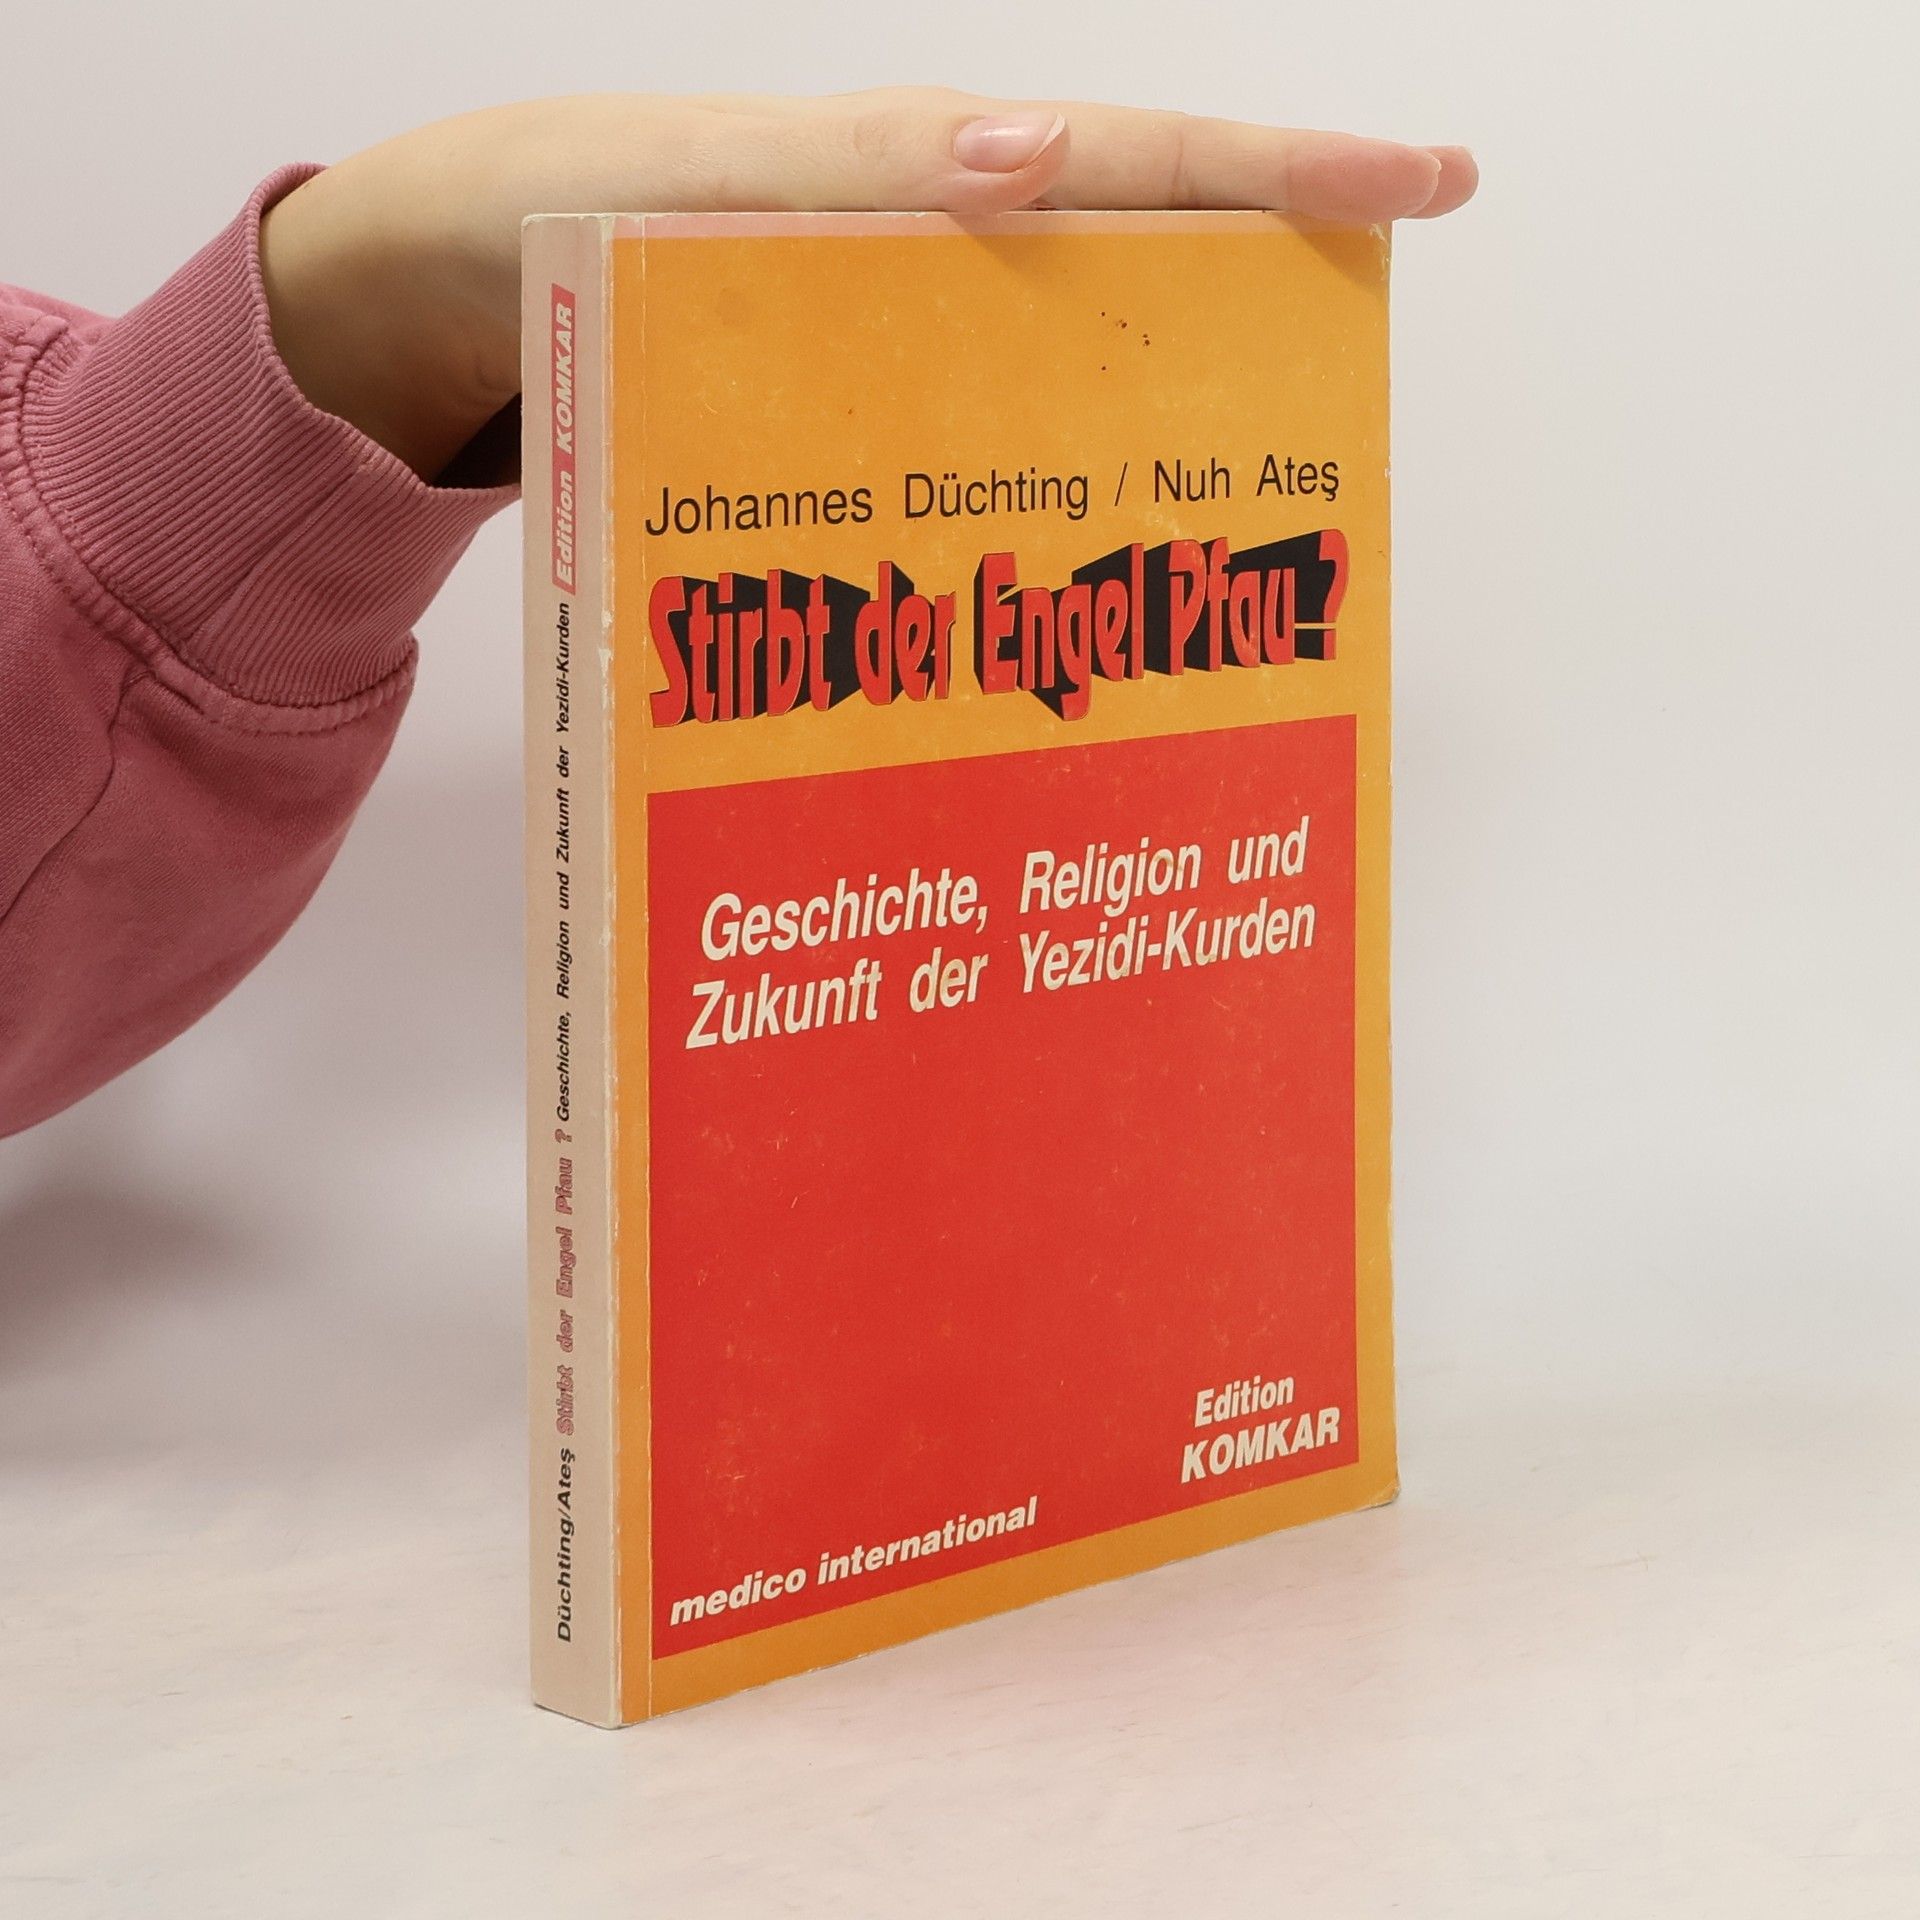 Johannes Düchting / Nuh Ateş
Stirbt der Engel Pfau?
Geschichte, Religion und
Zukunft der Yezidi-Kurden
Edition
KOMKAR
medico international
Düchting/Ateş Stirbt der Engel Pfau ? Geschichte, Religion und Zukunft der Yezidi-Kurden Edition KOMKAR